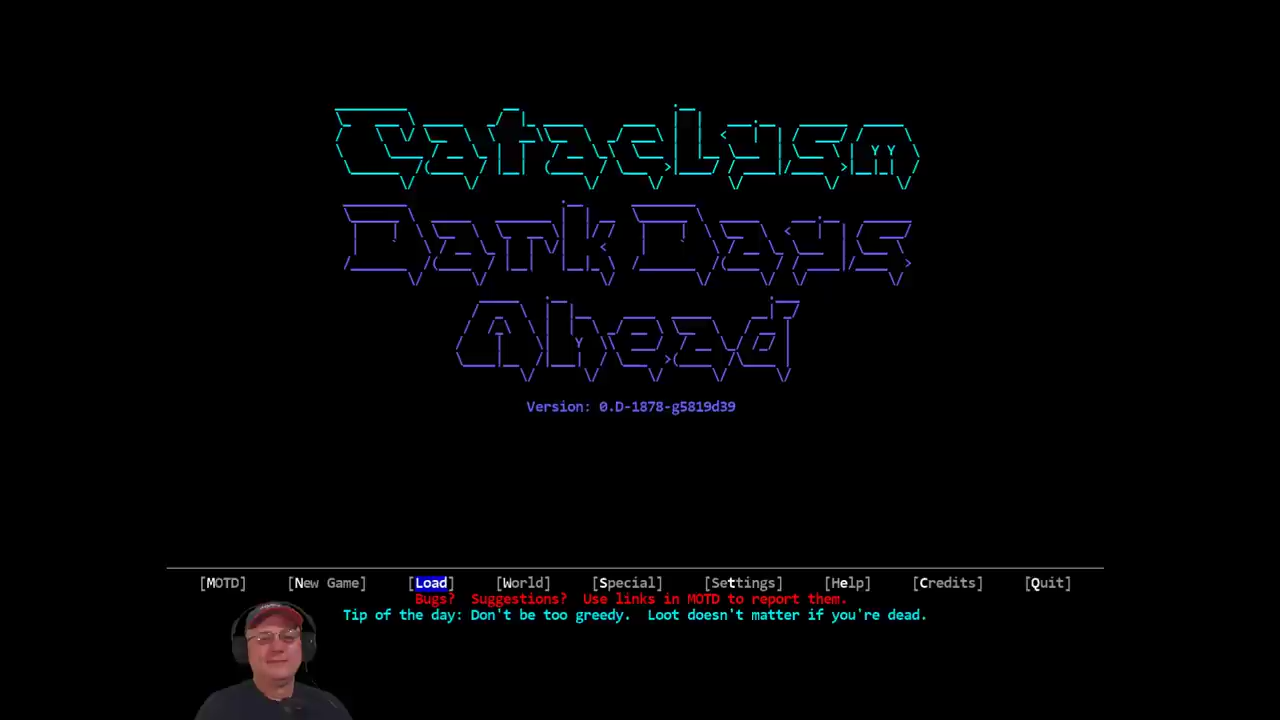 Cataclysm
Dark Days
Ahead
Version: 0.D-1878-g5819d39
[MOTD] [New Game] [Load] [World] [Special] [Settings] [Help] [Credits] [Quit]
Bugs? Suggestions? Use links in MOTD to report them.
Tip of the day: Don't be too greedy. Loot doesn't matter if you're dead.